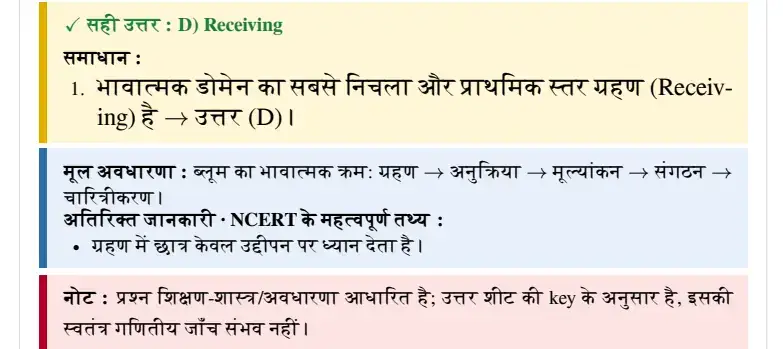 ✓ सही उत्तर : D) Receiving
समाधान :
1. भावात्मक डोमेन का सबसे निचला और प्राथमिक स्तर ग्रहण (Receiv-
ing) है → उत्तर (D)।
मूल अवधारणा : ब्लूम का भावात्मक क्रम: ग्रहण → अनुक्रिया → मूल्यांकन → संगठन →
चारित्रीकरण।
अतिरिक्त जानकारी · NCERT के महत्वपूर्ण तथ्य :
• ग्रहण में छात्र केवल उद्दीपन पर ध्यान देता है।
नोट : प्रश्न शिक्षण-शास्त्र/अवधारणा आधारित है; उत्तर शीट की key के अनुसार है, इसकी
स्वतंत्र गणितीय जाँच संभव नहीं।